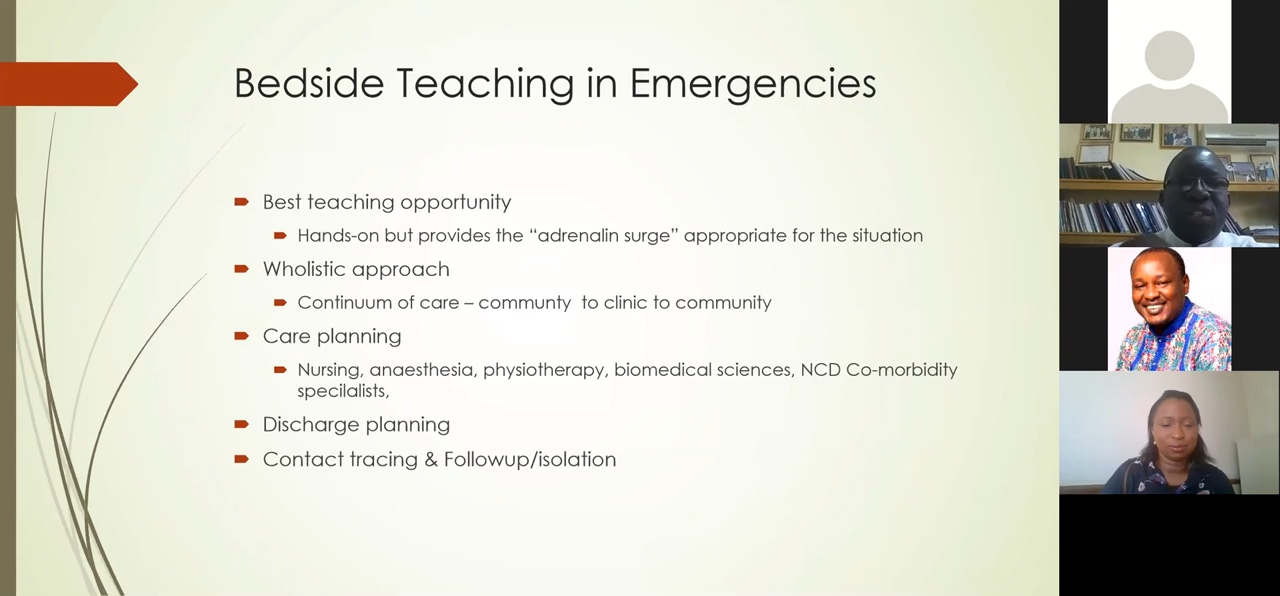 Bedside Teaching in Emergencies
Best teaching opportunity
Hands-on but provides the “adrenalin surge” appropriate for the situation
Wholistic approach
Continuum of care – communty  to clinic to community
Care planning
Nursing, anaesthesia, physiotherapy, biomedical sciences, NCD Co-morbidity
specilalists,
Discharge planning
Contact tracing & Followup/isolation